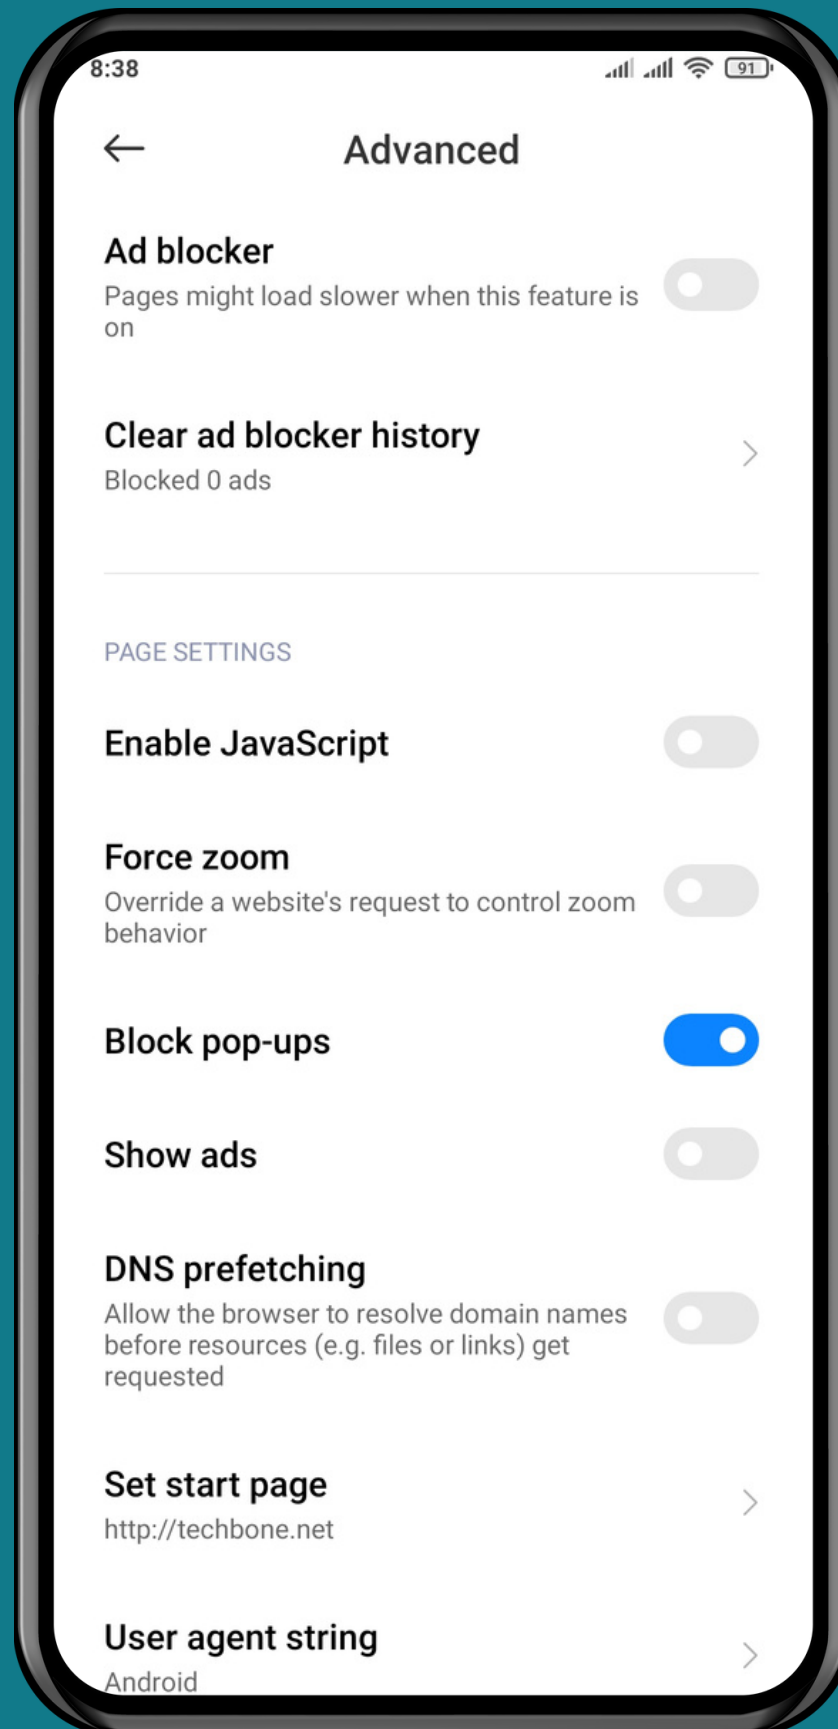 8:38
91
Advanced
Ad blocker
Pages might load slower when this feature is
on
Clear ad blocker history
Blocked 0 ads
PAGE SETTINGS
Enable JavaScript
Force zoom
Override a website's request to control zoom
behavior
Block pop-ups
Show ads
DNS prefetching
Allow the browser to resolve domain names
before resources (e.g. files or links) get
requested
Set start page
http://techbone.net
User agent string
Android